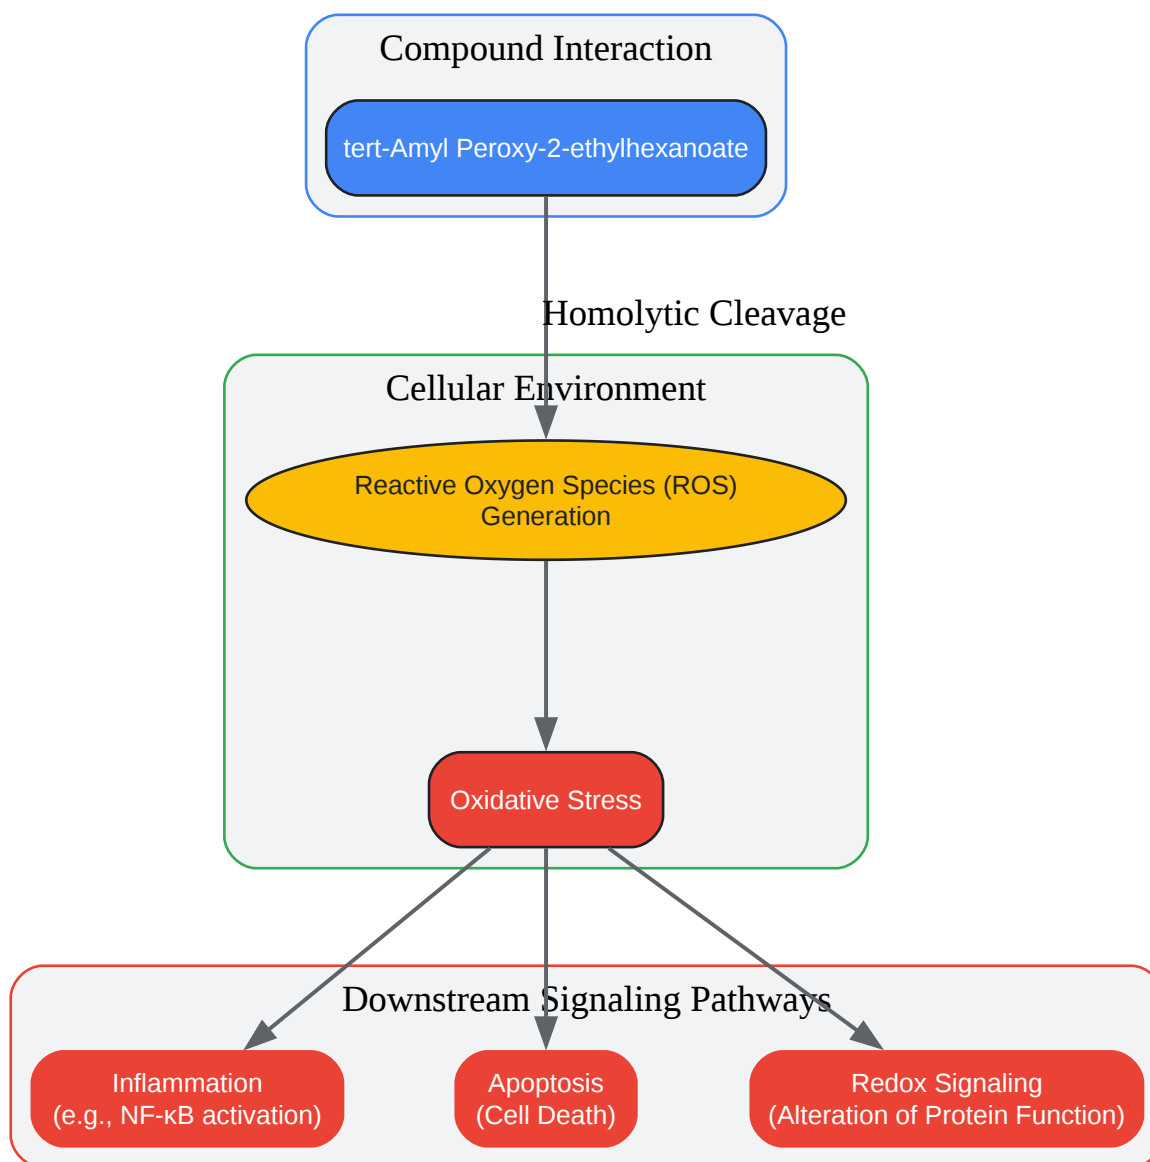 Compound Interaction
tert-Amyl Peroxy-2-ethylhexanoate
Homolytic Cleavage
Cellular Environment
Reactive Oxygen Species (ROS)
Generation
Oxidative Stress
Downstream Signaling Pathways
Inflammation
(e.g., NF-κB activation)
Apoptosis
(Cell Death)
Redox Signaling
(Alteration of Protein Function)